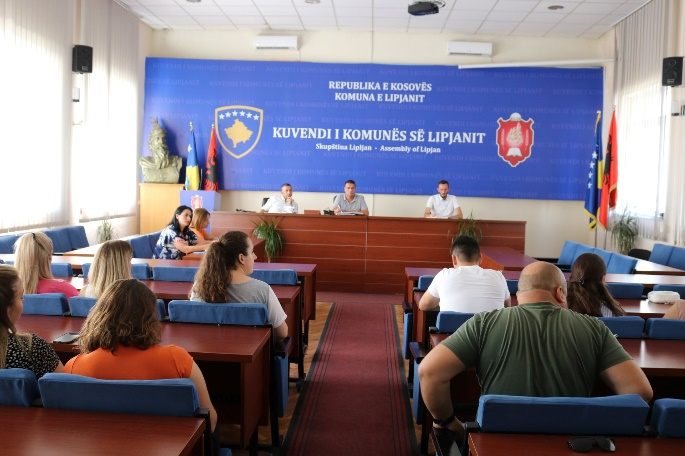 REPUBLIKA E KOSOVËS
KOMUNA E LIPJANIT
KUVENDI I KOMUNËS SË LIPJANIT
Skupština Lipljan - Assembly of Lipjan